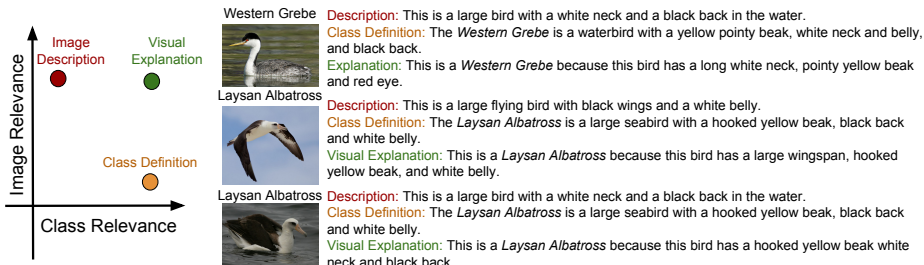 Image Relevance
Image
Description
Visual
Explanation
Class Definition
Class Relevance
Western Grebe
Description: This is a large bird with a white neck and a black back in the water.
Class Definition: The Western Grebe is a waterbird with a yellow pointy beak, white neck and belly,
and black back.
Explanation: This is a Western Grebe because this bird has a long white neck, pointy yellow beak
and red eye.
Laysan Albatross
Description: This is a large flying bird with black wings and a white belly.
Class Definition: The Laysan Albatross is a large seabird with a hooked yellow beak, black back
and white belly.
Visual Explanation: This is a Laysan Albatross because this bird has a large wingspan, hooked
yellow beak, and white belly.
Laysan Albatross
Description: This is a large bird with a white neck and a black back in the water.
Class Definition: The Laysan Albatross is a large seabird with a hooked yellow beak, black back
and white belly.
Visual Explanation: This is a Laysan Albatross because this bird has a hooked yellow beak white
neck and black back.